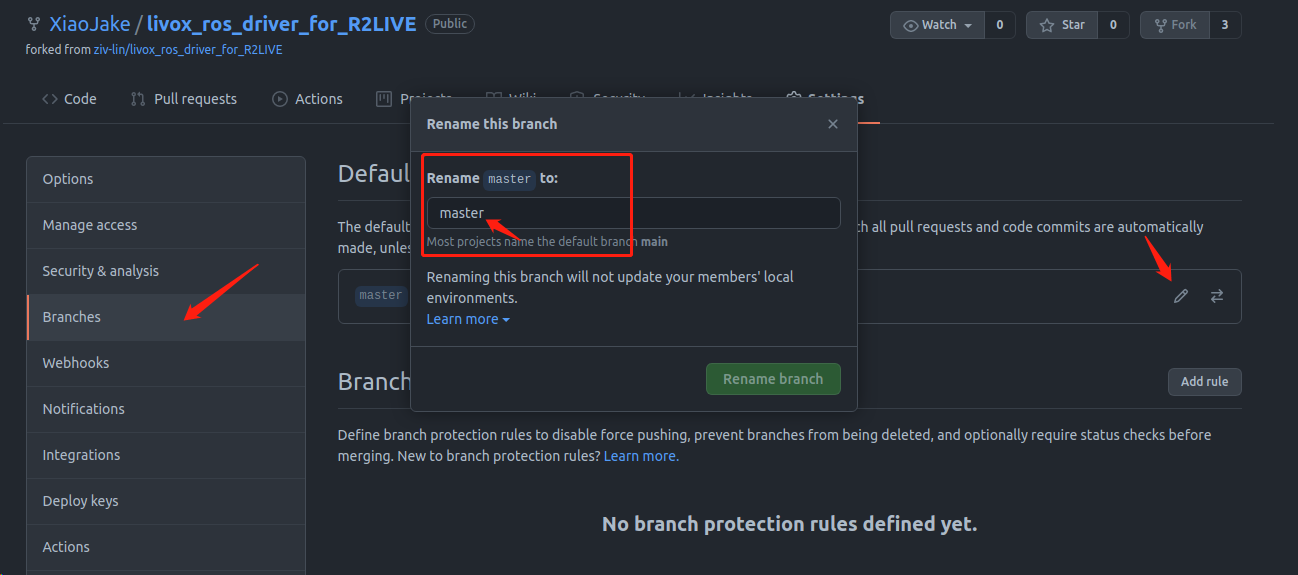 XiaoJake / livox_ros_driver_for_R2LIVE Public
Watch 0 Star 0 Fork 3
forked from ziv-lin/livox_ros_driver_for_R2LIVE
Code Pull requests Actions Projects Wiki Security Insights Settings
Rename this branch
Options
Manage access
Security & analysis
Branches
Webhooks
Notifications
Integrations
Deploy keys
Actions
Defaul
Rename master to:
master
Most projects name the default branch main
The default
ch all pull requests and code commits are automatically
made, unles
Renaming this branch will not update your members' local
environments.
Learn more
master
Rename branch
Branch
Add rule
Define branch protection rules to disable force pushing, prevent branches from being deleted, and optionally require status checks before
merging. New to branch protection rules? Learn more.
No branch protection rules defined yet.